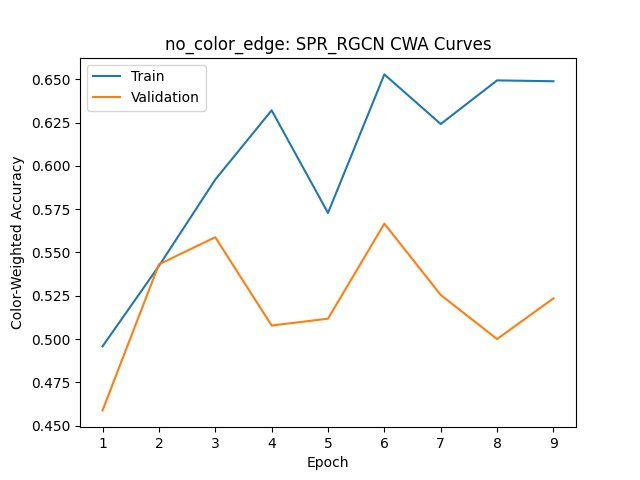 no_color_edge: SPR_RGCN CWA Curves
Train
Validation
Color-Weighted Accuracy
0.650
0.625
0.600
0.575
0.550
0.525
0.500
0.475
0.450
1 2 3 4 5 6 7 8 9
Epoch